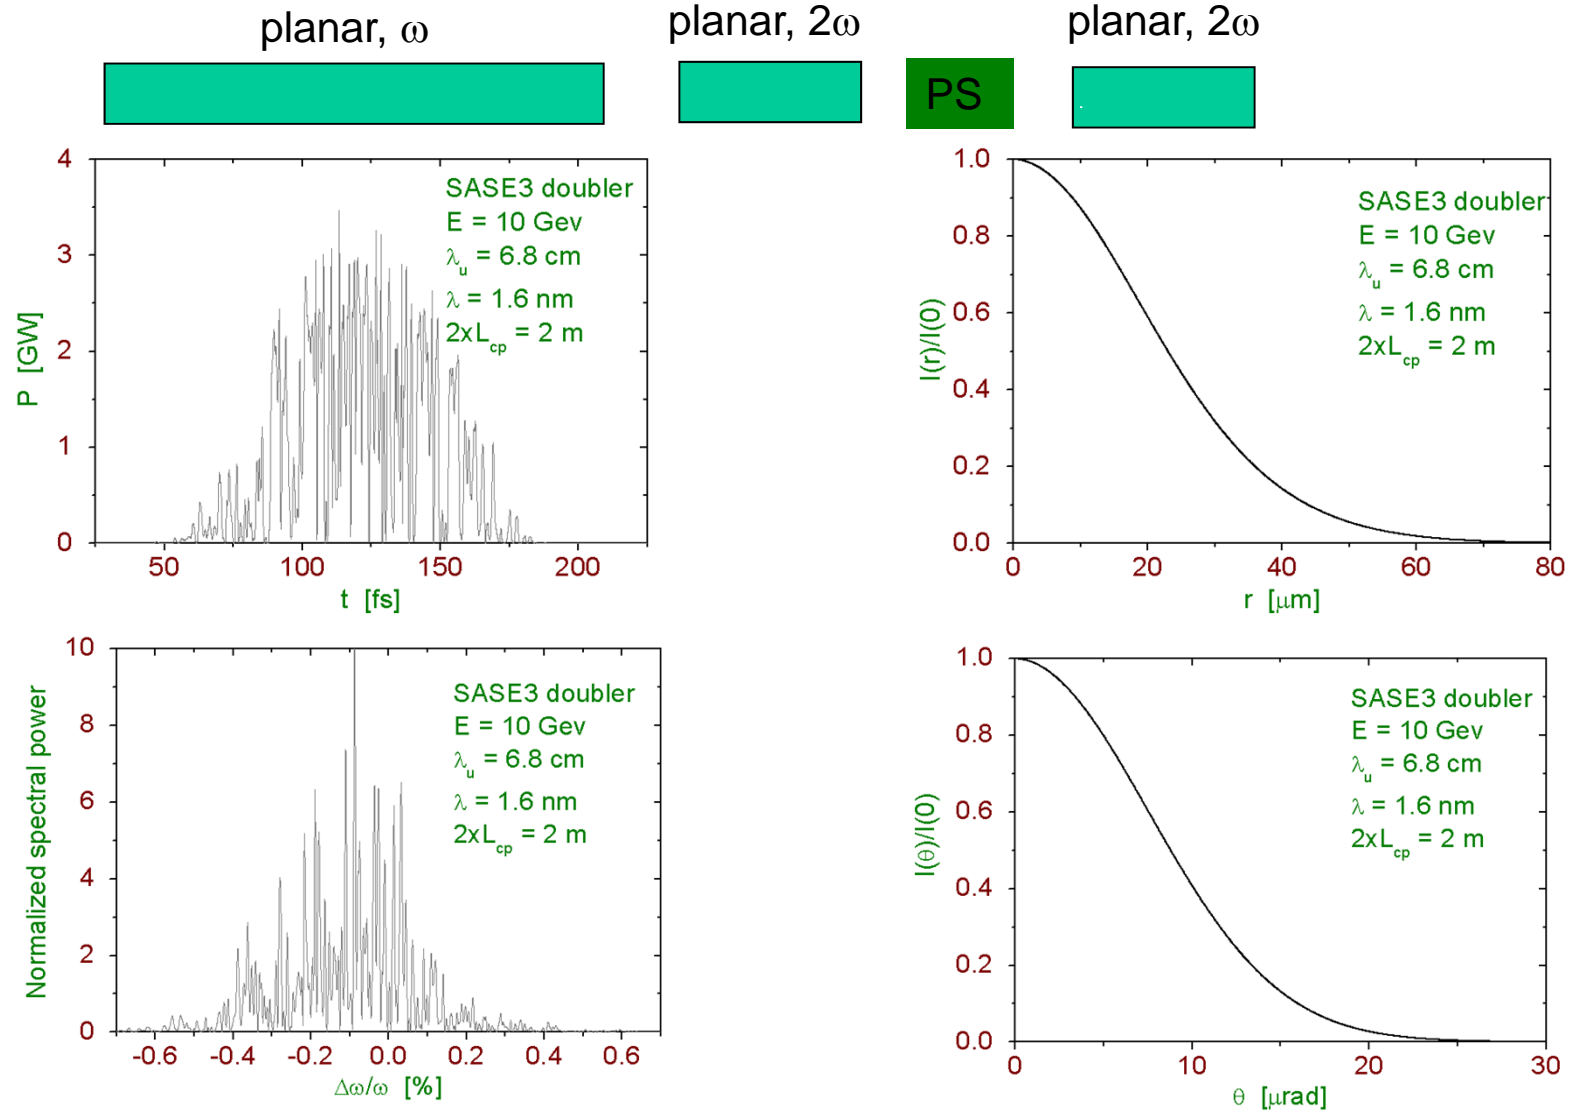 planar, ω
planar, 2ω
planar, 2ω
PS
4
3
2
1
0
P [GW]
50
100
150
200
t [fs]
SASE3 doubler
E = 10 Gev
λu = 6.8 cm
λ = 1.6 nm
2xLcp = 2 m
1.0
0.8
0.6
0.4
0.2
0.0
I(r)/I(0)
0
20
40
60
80
r [μm]
SASE3 doubler
E = 10 Gev
λu = 6.8 cm
λ = 1.6 nm
2xLcp = 2 m
10
8
6
4
2
0
Normalized spectral power
-0.6
-0.4
-0.2
0.0
0.2
0.4
0.6
Δω/ω [%]
SASE3 doubler
E = 10 Gev
λu = 6.8 cm
λ = 1.6 nm
2xLcp = 2 m
1.0
0.8
0.6
0.4
0.2
0.0
I(θ)/I(0)
0
10
20
30
θ [μrad]
SASE3 doubler
E = 10 Gev
λu = 6.8 cm
λ = 1.6 nm
2xLcp = 2 m